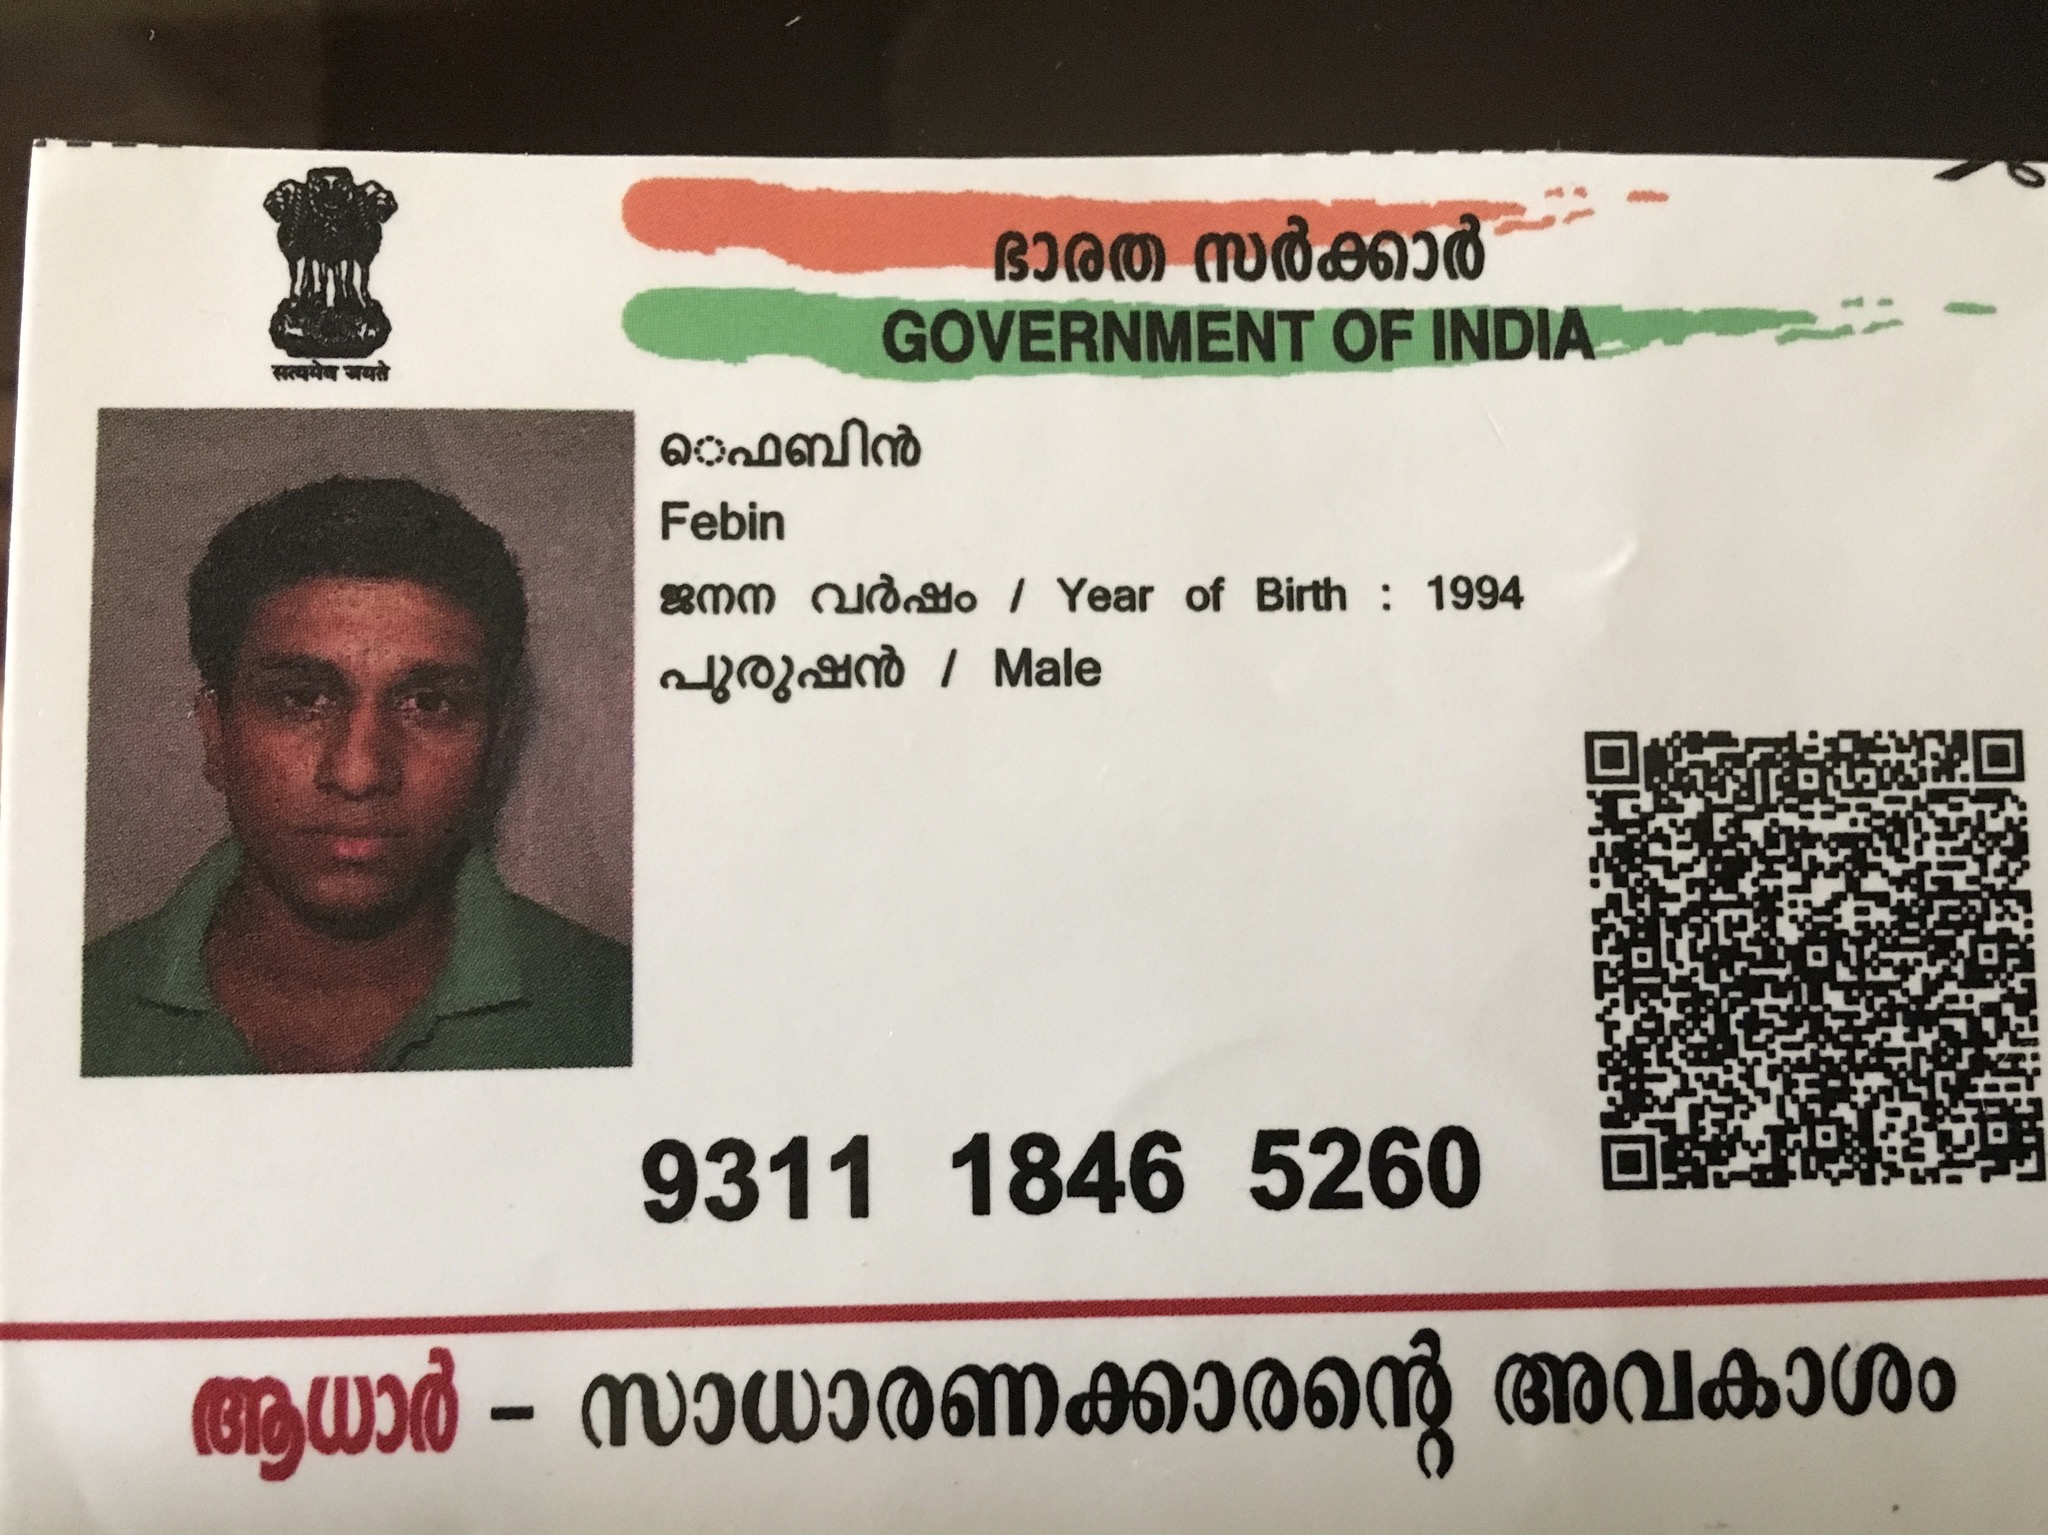 सत्यमेव जयते
ഭാരത സർക്കാർ
GOVERNMENT OF INDIA
െഫബിൻ
Febin
ജനന വർഷം / Year of Birth : 1994
പുരുഷൻ / Male
9311 1846 5260
ആധാർ – സാധാരണക്കാരന്റെ അവകാശം